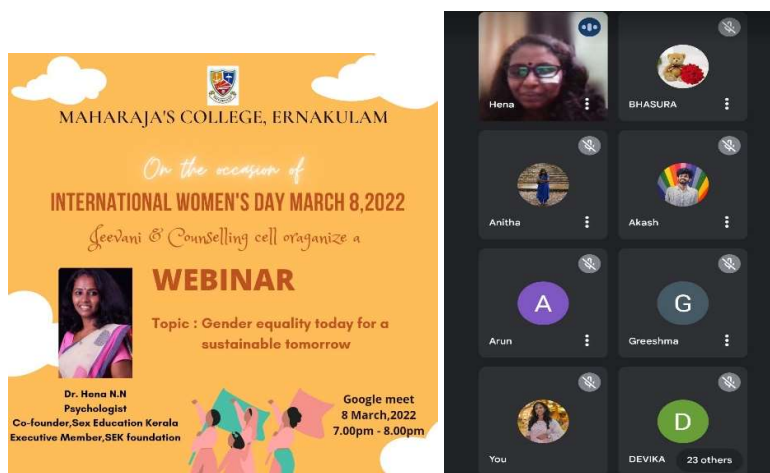 MAHARAJA'S COLLEGE, ERNAKULAM
On the occasion of
INTERNATIONAL WOMEN'S DAY MARCH 8,2022
Jeevani & Counselling cell oraganize a
WEBINAR
Topic : Gender equality today for a
sustainable tomorrow
Dr. Hena N.N
Psychologist
Co-founder,Sex Education Kerala
Executive Member,SEK foundation
Google meet
8 March,2022
7.00pm - 8.00pm
Hena
BHASURA
Anitha
Akash
A
Arun
G
Greeshma
You
D
DEVIKA
23 others